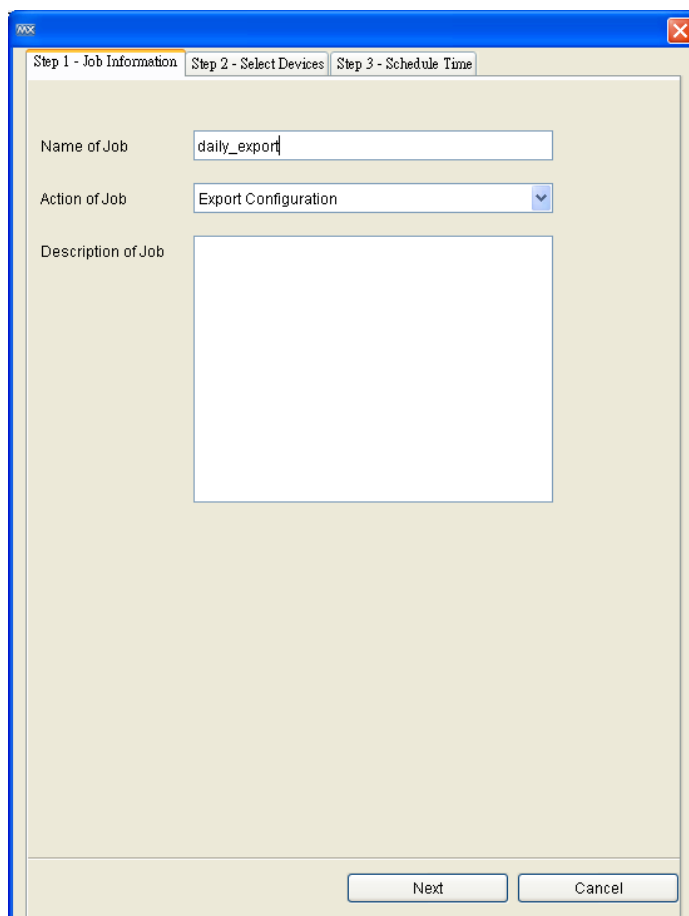 MX
Step 1 - Job Information Step 2 - Select Devices Step 3 - Schedule Time
Name of Job daily_export
Action of Job Export Configuration
Description of Job
Next Cancel